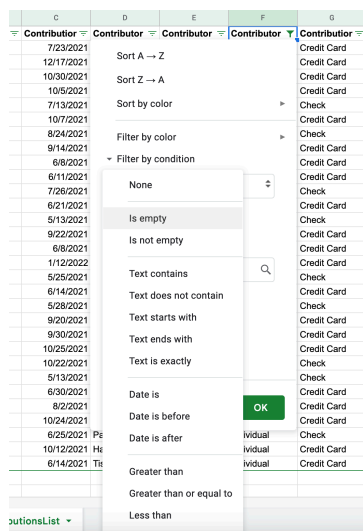 C D E F G
Contributior Contributor Contributor Contributor Contributior
7/23/2021 Credit Card
Sort A → Z
12/17/2021 Credit Card
10/30/2021 Sort Z → A Credit Card
10/5/2021 Credit Card
7/13/2021 Sort by color Check
10/7/2021 Credit Card
8/24/2021 Filter by color Check
9/14/2021 Credit Card
6/8/2021 Filter by condition Credit Card
6/11/2021 Credit Card
None
7/26/2021 Check
6/21/2021 Credit Card
5/13/2021 Is empty Check
9/22/2021 Credit Card
Is not empty
6/8/2021 Credit Card
1/12/2022 Credit Card
5/25/2021 Text contains Check
6/14/2021 Text does not contain Credit Card
5/28/2021 Check
9/20/2021 Text starts with Credit Card
9/30/2021 Text ends with Credit Card
10/25/2021 Credit Card
10/22/2021 Text is exactly Check
5/13/2021 Check
6/30/2021 Date is Credit Card
8/2/2021 OK Credit Card
10/24/2021 Date is before Credit Card
6/25/2021 Pa Date is after ividual Check
10/12/2021 Ha ividual Credit Card
6/14/2021 Tis ividual Credit Card
Greater than
Greater than or equal to
Less than
outionsList